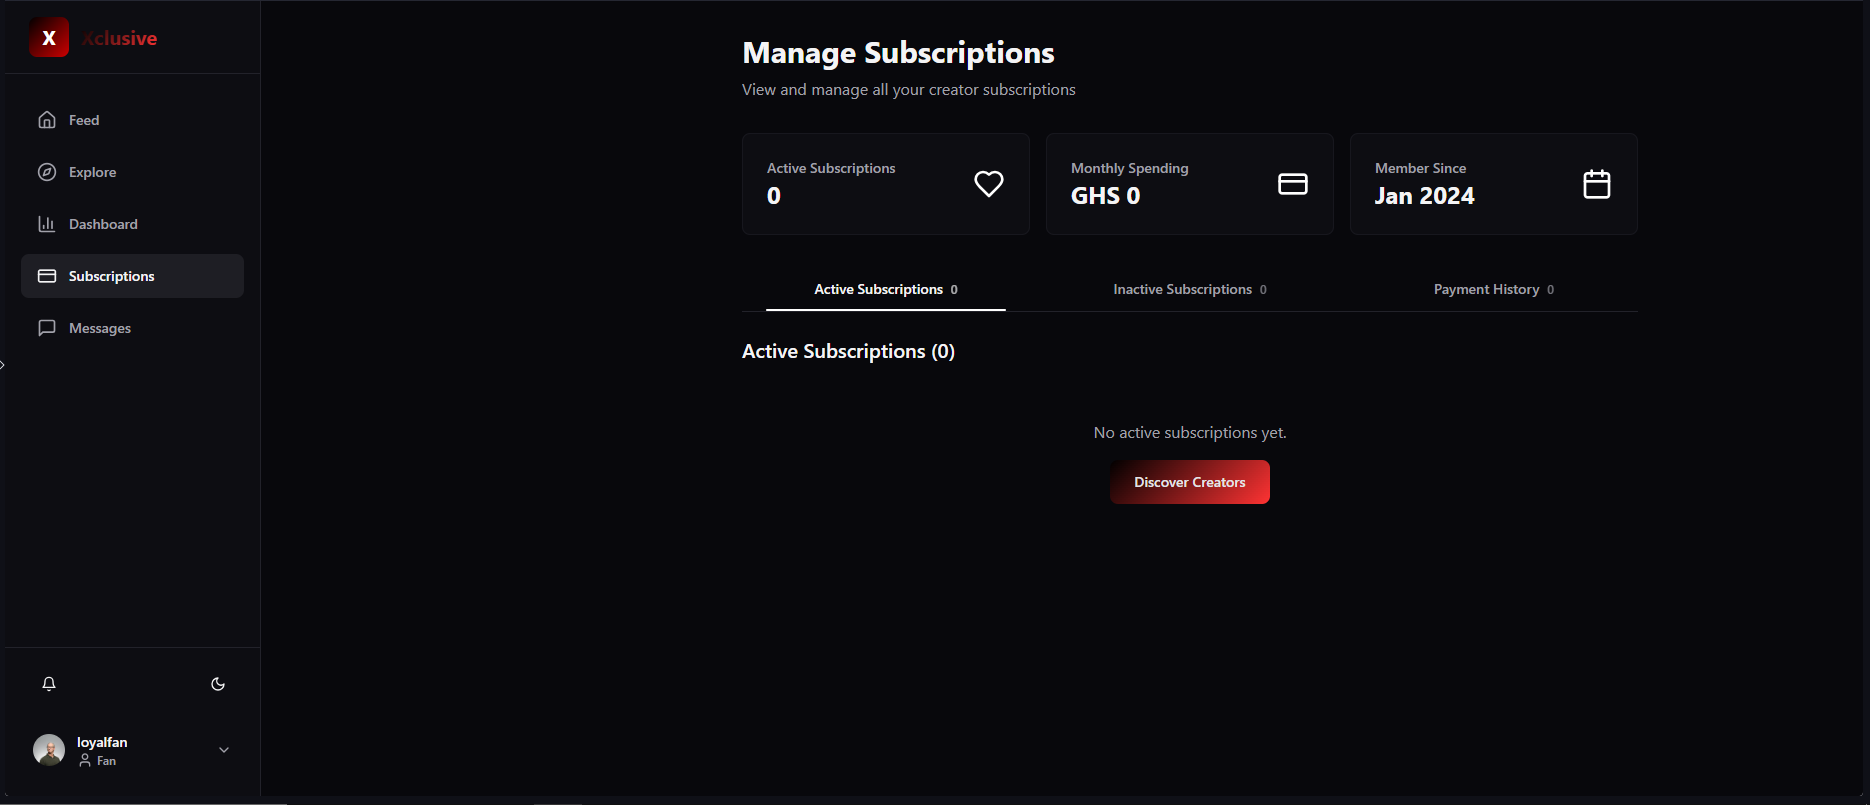 X Xclusive
Feed
Explore
Dashboard
Subscriptions
Messages
loyalfan
Fan
Manage Subscriptions
View and manage all your creator subscriptions
Active Subscriptions
0
Monthly Spending
GHS 0
Member Since
Jan 2024
Active Subscriptions 0
Inactive Subscriptions 0
Payment History 0
Active Subscriptions (0)
No active subscriptions yet.
Discover Creators